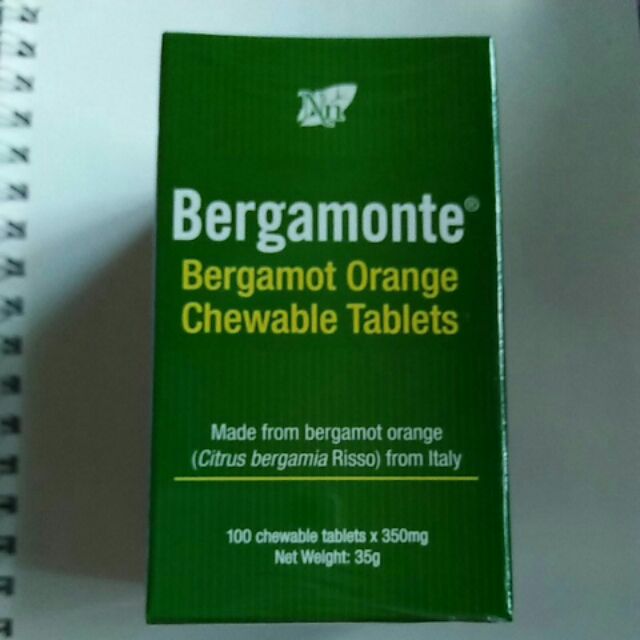 Bergamonte®
Bergamot Orange
Chewable Tablets
Made from bergamot orange
(Citrus bergamia Risso) from Italy
100 chewable tablets x 350mg
Net Weight: 35g